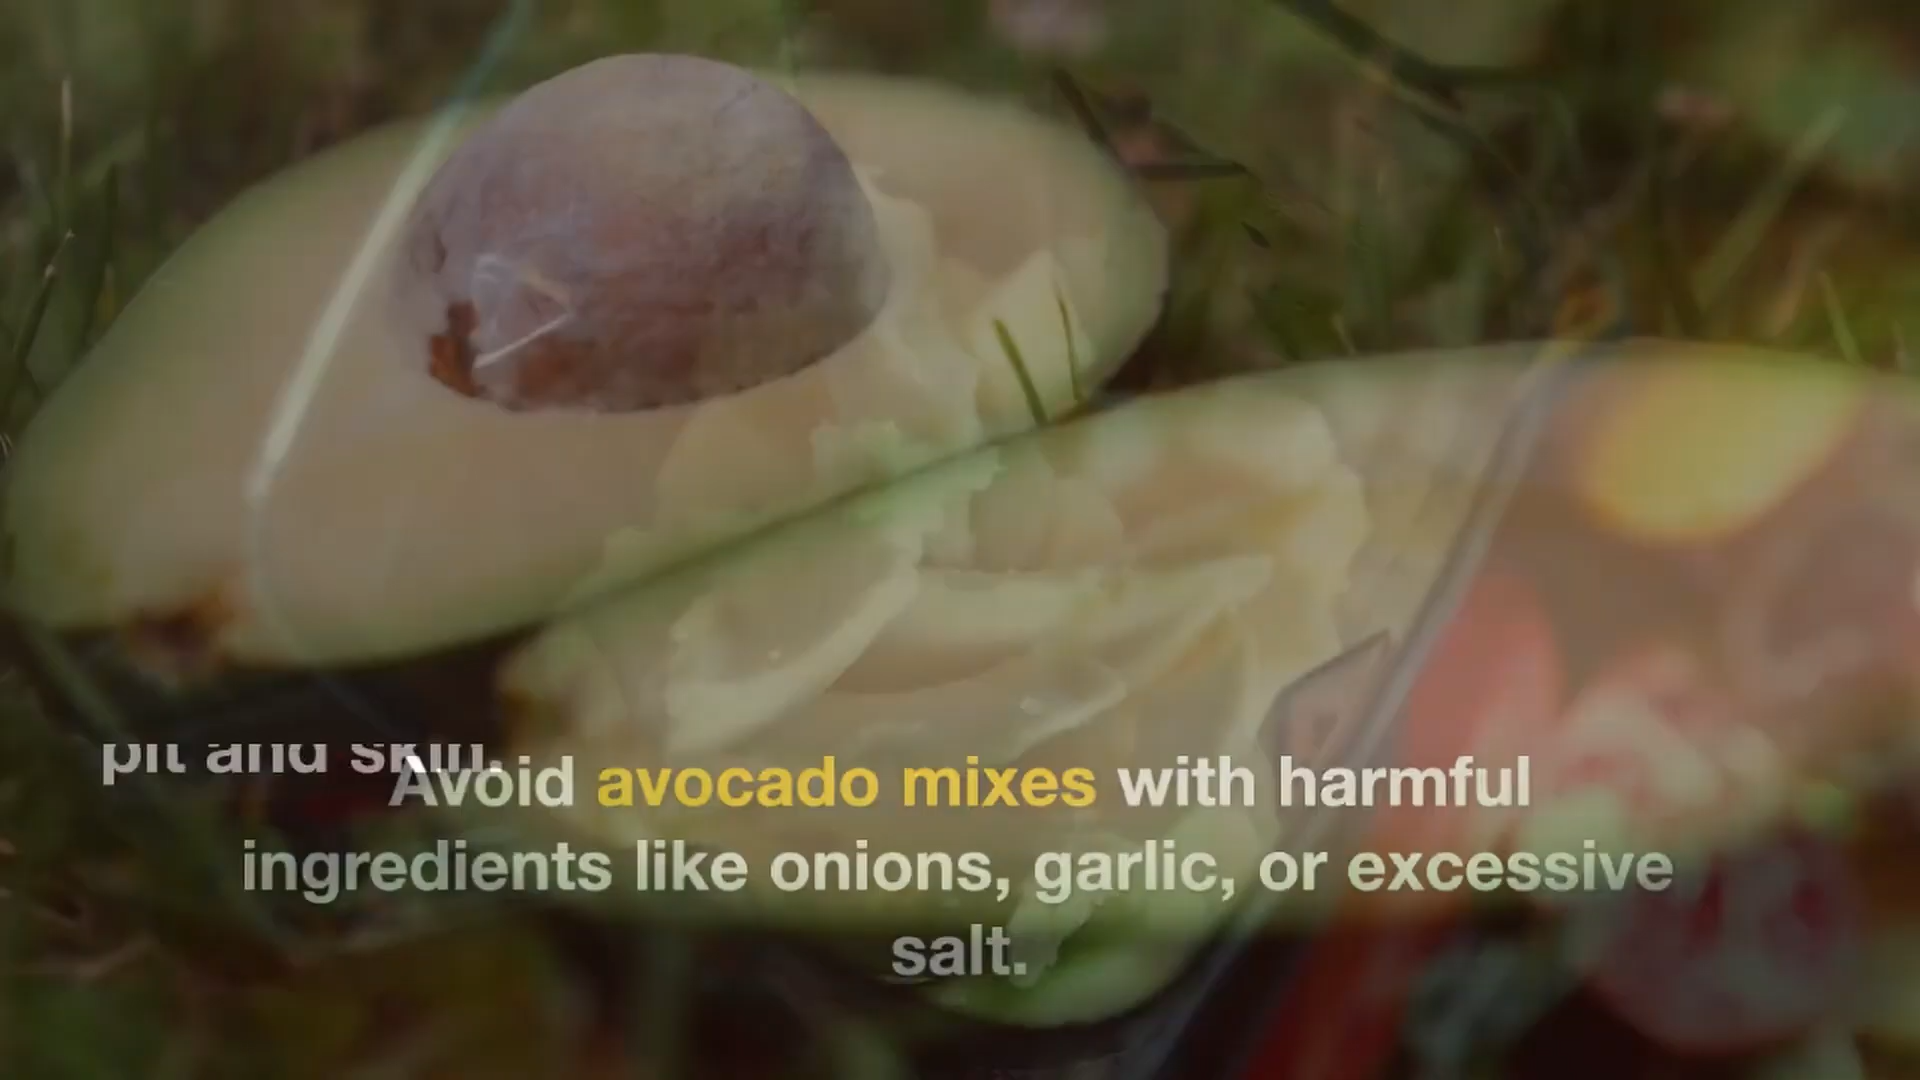 pit and skin.
Avoid avocado mixes with harmful
ingredients like onions, garlic, or excessive
salt.